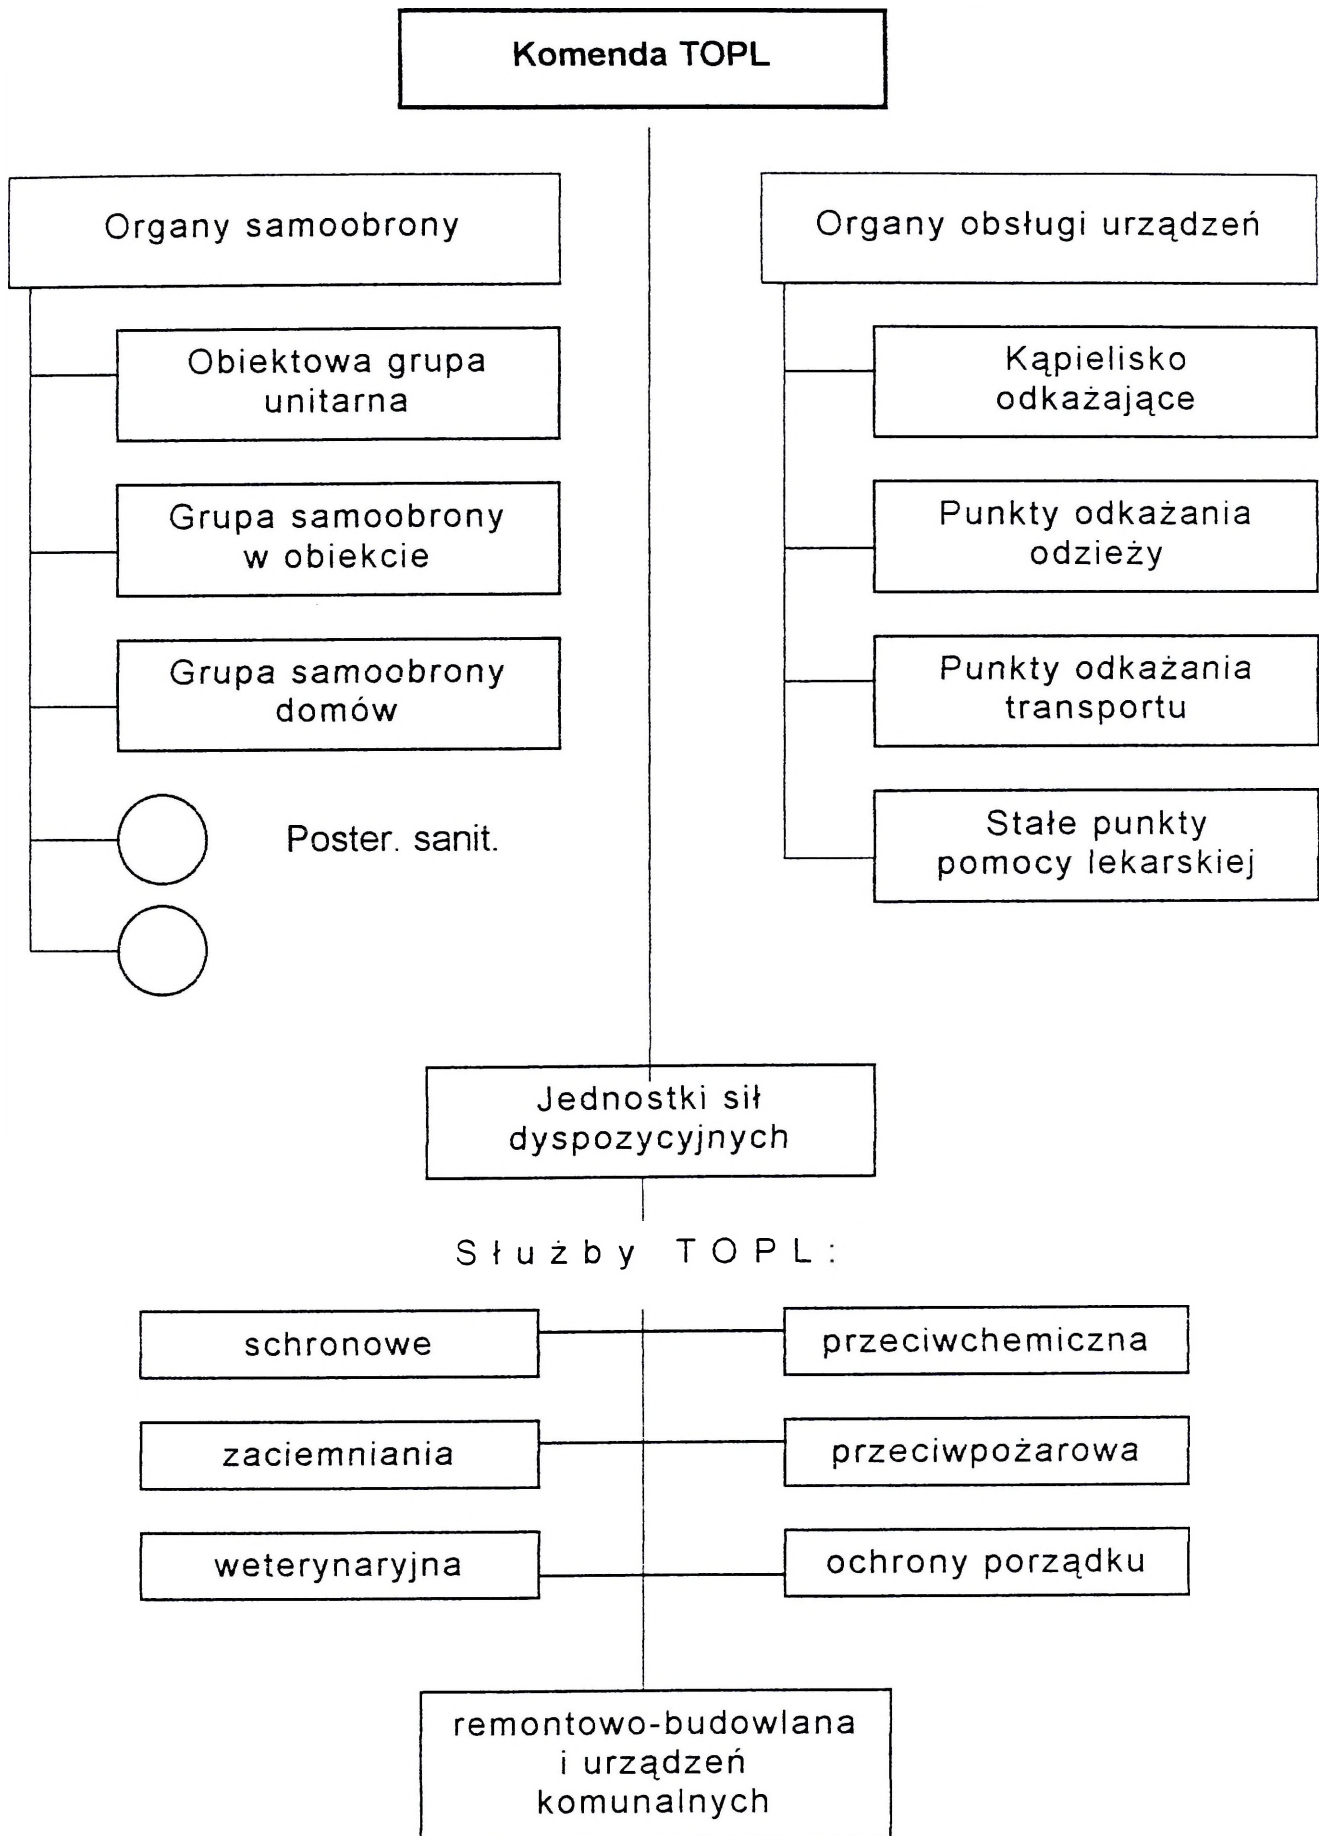 Komenda TOPL
Organy samoobrony
Obiektowa grupa
unitarna
Grupa samoobrony
w obiekcie
Grupa samoobrony
domów
Poster. sanit.
Organy obsługi urządzeń
Kąpielisko
odkażające
Punkty odkażania
odzieży
Punkty odkażania
transportu
Stałe punkty
pomocy lekarskiej
Jednostki sił
dyspozycyjnych
Służby TOPL:
schronowe
przeciwchemiczna
zaciemniania
przeciwpożarowa
weterynaryjna
ochrony porządku
remontowo-budowlana
i urządzeń
komunalnych